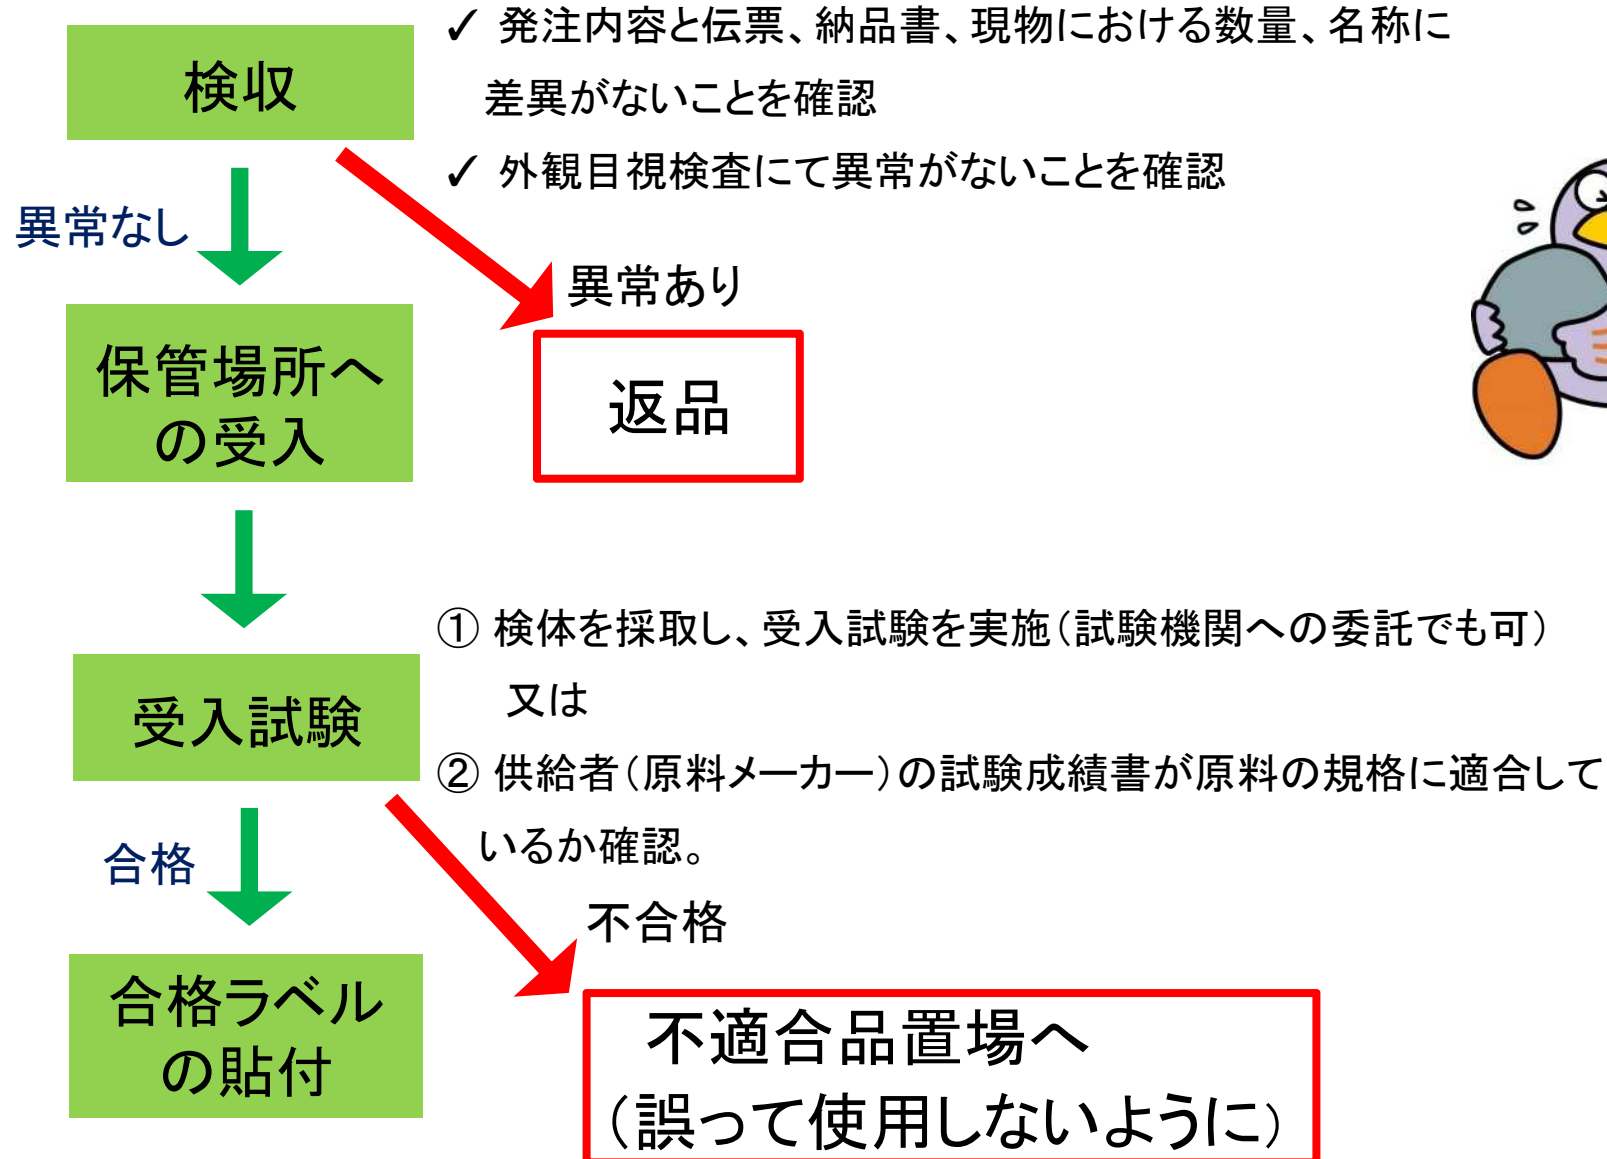 ✓ 発注内容と伝票、納品書、現物における数量、名称に
差異がないことを確認
✓ 外観目視検査にて異常がないことを確認
検収
異常なし
異常あり
返品
保管場所へ
の受入
① 検体を採取し、受入試験を実施（試験機関への委託でも可）
又は
② 供給者（原料メーカー）の試験成績書が原料の規格に適合して
いるか確認。
受入試験
合格
不合格
合格ラベル
の貼付
不適合品置場へ
（誤って使用しないように）